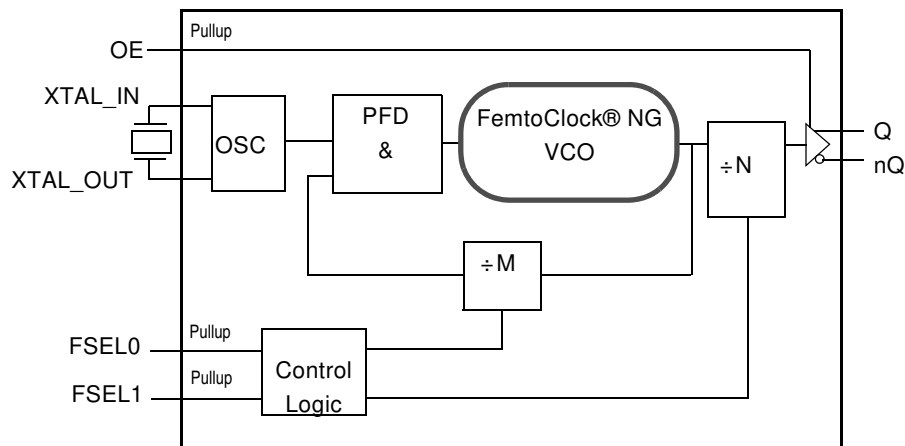 Pullup
OE
XTAL_IN
OSC
XTAL_OUT
PFD
&
FemtoClock® NG
VCO
÷N
Q
nQ
÷M
Pullup
FSEL0
Pullup
FSEL1
Control
Logic